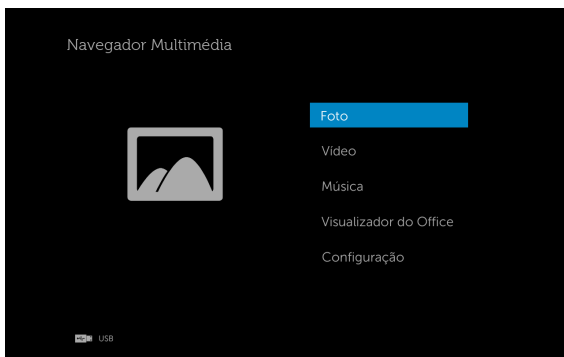 Navegador Multimédia
Foto
Vídeo
Música
Visualizador do Office
Configuração
USB